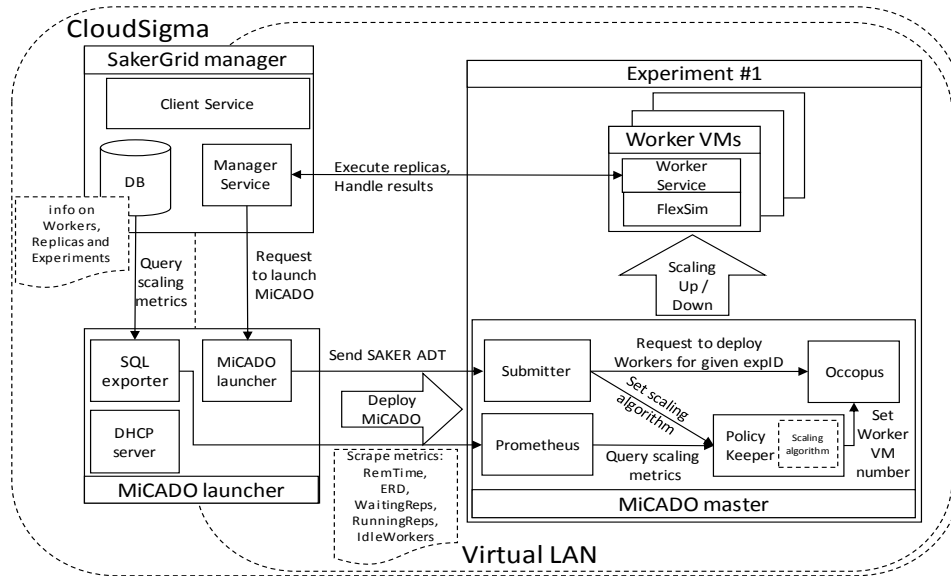 CloudSigma
SakerGrid manager
Client Service
DB
Manager
Service
info on
Workers,
Replicas and
Experiments
Execute replicas,
Handle results
Experiment #1
Worker VMs
Worker
Service
FlexSim
Query
scaling
metrics
Request
to launch
MiCADO
Scaling
Up /
Down
SQL
exporter
MiCADO
launcher
DHCP
server
MiCADO launcher
Send SAKER ADT
Deploy
MiCADO
Scrape metrics:
RemTime,
ERD,
WaitingReps,
RunningReps,
IdleWorkers
Submitter
Request to deploy
Workers for given expID
Occopus
Set scaling
algorithm
Prometheus
Query scaling
metrics
Policy
Keeper
Scaling
algorithm
Set
Worker
VM
number
MiCADO master
Virtual LAN